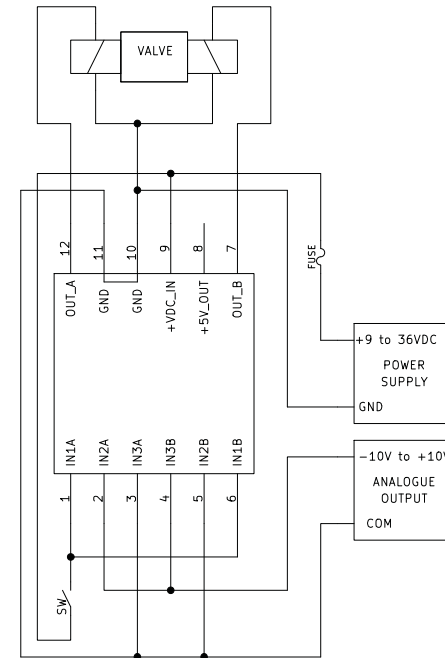 VALVE
12
11
10
9
8
7
OUT_A
GND
GND
+VDC_IN
+5V_OUT
OUT_B
FUSE
+9 to 36VDC
POWER
SUPPLY
GND
IN1A
IN2A
IN3A
IN3B
IN2B
IN1B
1
2
3
4
5
6
-10V to +10V
ANALOGUE
OUTPUT
COM
SW